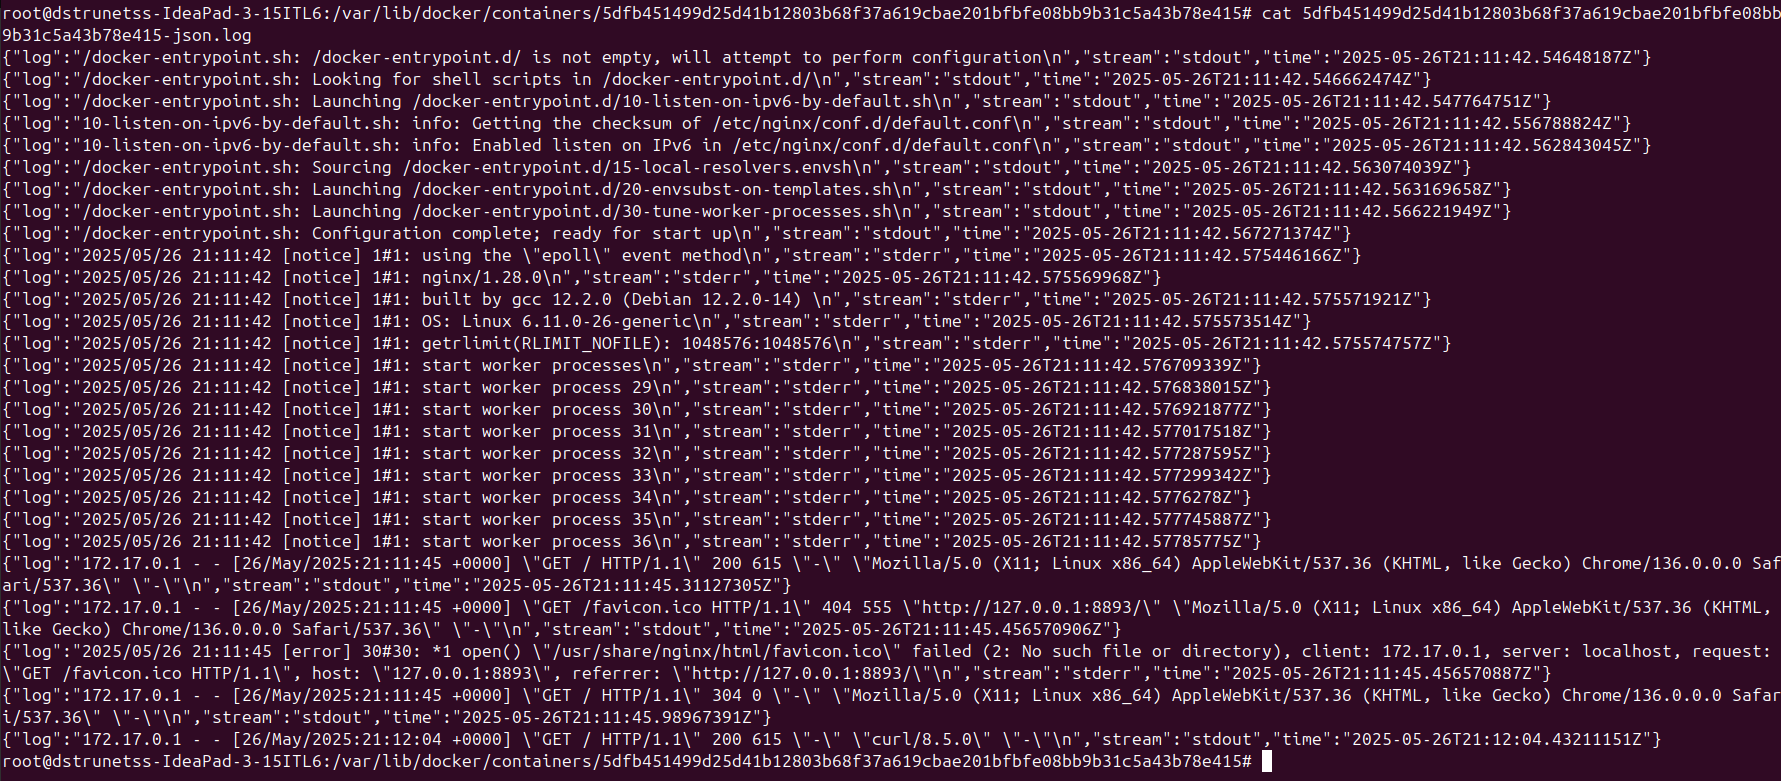 root@dstrunetss-IdeaPad-3-15ITL6:/var/lib/docker/containers/5dfb451499d25d41b12803b68f37a619cbae201bfbfe08bb9b31c5a43b78e415# cat 5dfb451499d25d41b12803b68f37a619cbae201bfbfe08bb
9b31c5a43b78e415-json.log
{"log":"/docker-entrypoint.sh: /docker-entrypoint.d/ is not empty, will attempt to perform configuration\n","stream":"stdout","time":"2025-05-26T21:11:42.54648187Z"}
{"log":"/docker-entrypoint.sh: Looking for shell scripts in /docker-entrypoint.d/\n","stream":"stdout","time":"2025-05-26T21:11:42.546662474Z"}
{"log":"/docker-entrypoint.sh: Launching /docker-entrypoint.d/10-listen-on-ipv6-by-default.sh\n","stream":"stdout","time":"2025-05-26T21:11:42.547764751Z"}
{"log":"10-listen-on-ipv6-by-default.sh: info: Getting the checksum of /etc/nginx/conf.d/default.conf\n","stream":"stdout","time":"2025-05-26T21:11:42.556788824Z"}
{"log":"10-listen-on-ipv6-by-default.sh: info: Enabled listen on IPv6 in /etc/nginx/conf.d/default.conf\n","stream":"stdout","time":"2025-05-26T21:11:42.562843045Z"}
{"log":"/docker-entrypoint.sh: Sourcing /docker-entrypoint.d/15-local-resolvers.envsh\n","stream":"stdout","time":"2025-05-26T21:11:42.563074039Z"}
{"log":"/docker-entrypoint.sh: Launching /docker-entrypoint.d/20-envsubst-on-templates.sh\n","stream":"stdout","time":"2025-05-26T21:11:42.563169658Z"}
{"log":"/docker-entrypoint.sh: Launching /docker-entrypoint.d/30-tune-worker-processes.sh\n","stream":"stdout","time":"2025-05-26T21:11:42.566221949Z"}
{"log":"/docker-entrypoint.sh: Configuration complete; ready for start up\n","stream":"stdout","time":"2025-05-26T21:11:42.567271374Z"}
{"log":"2025/05/26 21:11:42 [notice] 1#1: using the \"epoll\" event method\n","stream":"stderr","time":"2025-05-26T21:11:42.575446166Z"}
{"log":"2025/05/26 21:11:42 [notice] 1#1: nginx/1.28.0\n","stream":"stderr","time":"2025-05-26T21:11:42.575569968Z"}
{"log":"2025/05/26 21:11:42 [notice] 1#1: built by gcc 12.2.0 (Debian 12.2.0-14) \n","stream":"stderr","time":"2025-05-26T21:11:42.575571921Z"}
{"log":"2025/05/26 21:11:42 [notice] 1#1: OS: Linux 6.11.0-26-generic\n","stream":"stderr","time":"2025-05-26T21:11:42.575573514Z"}
{"log":"2025/05/26 21:11:42 [notice] 1#1: getrlimit(RLIMIT_NOFILE): 1048576:1048576\n","stream":"stderr","time":"2025-05-26T21:11:42.575574757Z"}
{"log":"2025/05/26 21:11:42 [notice] 1#1: start worker processes\n","stream":"stderr","time":"2025-05-26T21:11:42.576709339Z"}
{"log":"2025/05/26 21:11:42 [notice] 1#1: start worker process 29\n","stream":"stderr","time":"2025-05-26T21:11:42.576838015Z"}
{"log":"2025/05/26 21:11:42 [notice] 1#1: start worker process 30\n","stream":"stderr","time":"2025-05-26T21:11:42.576921877Z"}
{"log":"2025/05/26 21:11:42 [notice] 1#1: start worker process 31\n","stream":"stderr","time":"2025-05-26T21:11:42.577017518Z"}
{"log":"2025/05/26 21:11:42 [notice] 1#1: start worker process 32\n","stream":"stderr","time":"2025-05-26T21:11:42.577287595Z"}
{"log":"2025/05/26 21:11:42 [notice] 1#1: start worker process 33\n","stream":"stderr","time":"2025-05-26T21:11:42.577299342Z"}
{"log":"2025/05/26 21:11:42 [notice] 1#1: start worker process 34\n","stream":"stderr","time":"2025-05-26T21:11:42.5776278Z"}
{"log":"2025/05/26 21:11:42 [notice] 1#1: start worker process 35\n","stream":"stderr","time":"2025-05-26T21:11:42.577745887Z"}
{"log":"2025/05/26 21:11:42 [notice] 1#1: start worker process 36\n","stream":"stderr","time":"2025-05-26T21:11:42.57785775Z"}
{"log":"172.17.0.1 - - [26/May/2025:21:11:45 +0000] \"GET / HTTP/1.1\" 200 615 \"-\" \"Mozilla/5.0 (X11; Linux x86_64) AppleWebKit/537.36 (KHTML, like Gecko) Chrome/136.0.0.0 Saf
ari/537.36\" \"-\"\n","stream":"stdout","time":"2025-05-26T21:11:45.31127305Z"}
{"log":"172.17.0.1 - - [26/May/2025:21:11:45 +0000] \"GET /favicon.ico HTTP/1.1\" 404 555 \"http://127.0.0.1:8893/\" \"Mozilla/5.0 (X11; Linux x86_64) AppleWebKit/537.36 (KHTML,
like Gecko) Chrome/136.0.0.0 Safari/537.36\" \"-\"\n","stream":"stdout","time":"2025-05-26T21:11:45.456570906Z"}
{"log":"2025/05/26 21:11:45 [error] 30#30: *1 open() \"/usr/share/nginx/html/favicon.ico\" failed (2: No such file or directory), client: 172.17.0.1, server: localhost, request:
\"GET /favicon.ico HTTP/1.1\", host: \"127.0.0.1:8893\", referrer: \"http://127.0.0.1:8893/\"\n","stream":"stderr","time":"2025-05-26T21:11:45.456570887Z"}
{"log":"172.17.0.1 - - [26/May/2025:21:11:45 +0000] \"GET / HTTP/1.1\" 304 0 \"-\" \"Mozilla/5.0 (X11; Linux x86_64) AppleWebKit/537.36 (KHTML, like Gecko) Chrome/136.0.0.0 Safar
i/537.36\" \"-\"\n","stream":"stdout","time":"2025-05-26T21:11:45.98967391Z"}
{"log":"172.17.0.1 - - [26/May/2025:21:12:04 +0000] \"GET / HTTP/1.1\" 200 615 \"-\" \"curl/8.5.0\" \"-\"\n","stream":"stdout","time":"2025-05-26T21:12:04.43211151Z"}
root@dstrunetss-IdeaPad-3-15ITL6:/var/lib/docker/containers/5dfb451499d25d41b12803b68f37a619cbae201bfbfe08bb9b31c5a43b78e415#